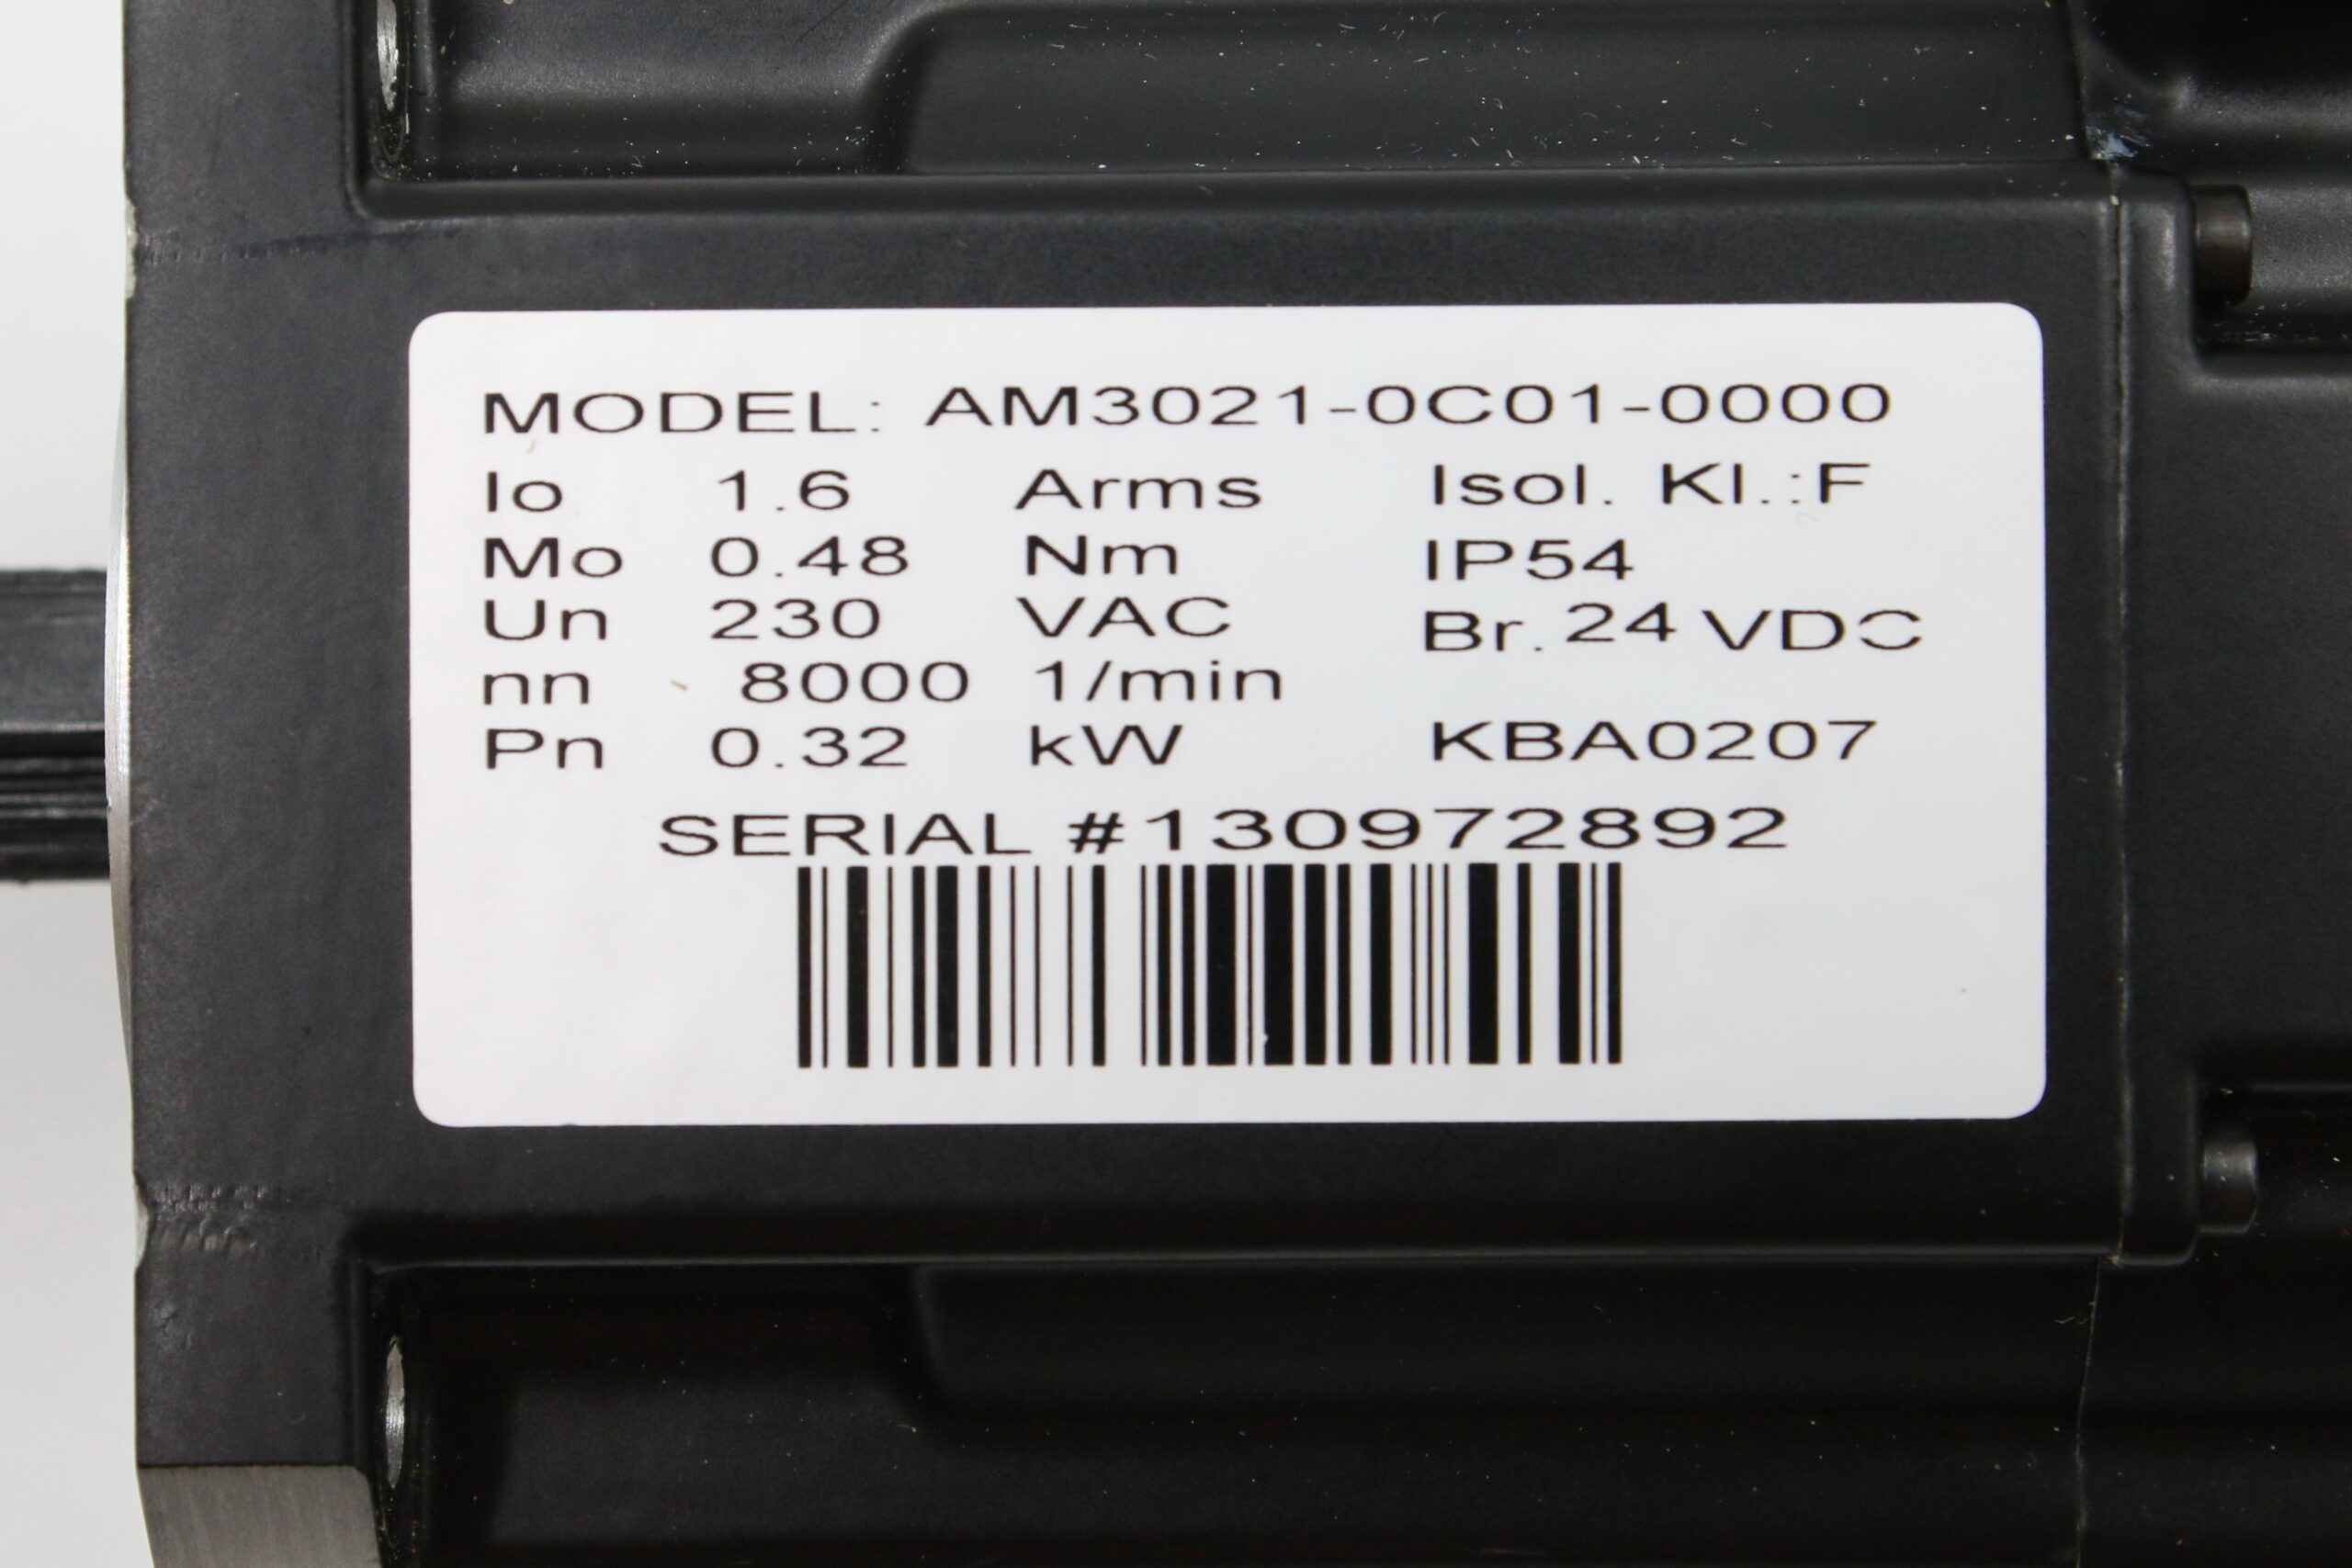 MODEL: AM3021-0C01-0000
Io 1.6 Arms Isol. Kl.:F
Mo 0.48 Nm IP54
Un 230 VAC Br. 24 VDC
nn 8000 1/min
Pn 0.32 kW KBA0207
SERIAL #130972892